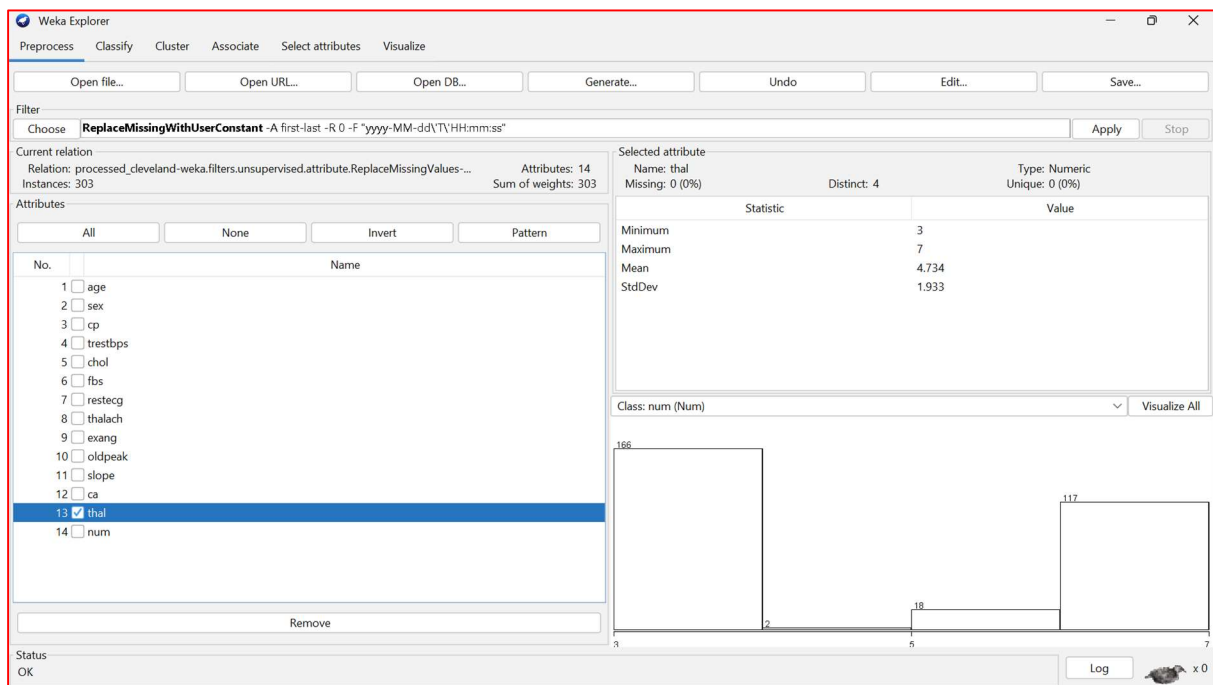 Weka Explorer
Preprocess Classify Cluster Associate Select attributes Visualize
Open file... Open URL... Open DB... Generate... Undo Edit... Save...
Filter
Choose ReplaceMissingWithUserConstant -A first-last -R 0 -F "yyyy-MM-dd\'T\'HH:mm:ss" Apply Stop
Current relation
Relation: processed_cleveland-weka.filters.unsupervised.attribute.ReplaceMissingValues-... Attributes: 14
Instances: 303 Sum of weights: 303
Attributes
All None Invert Pattern
No. Name
1 age
2 sex
3 cp
4 trestbps
5 chol
6 fbs
7 restecg
8 thalach
9 exang
10 oldpeak
11 slope
12 ca
13 thal
14 num
Remove
Selected attribute
Name: thal Type: Numeric
Missing: 0 (0%) Distinct: 4 Unique: 0 (0%)
Statistic Value
Minimum 3
Maximum 7
Mean 4.734
StdDev 1.933
Class: num (Num) Visualize All
166
117
18
2
3 5 7
Status
OK Log x 0